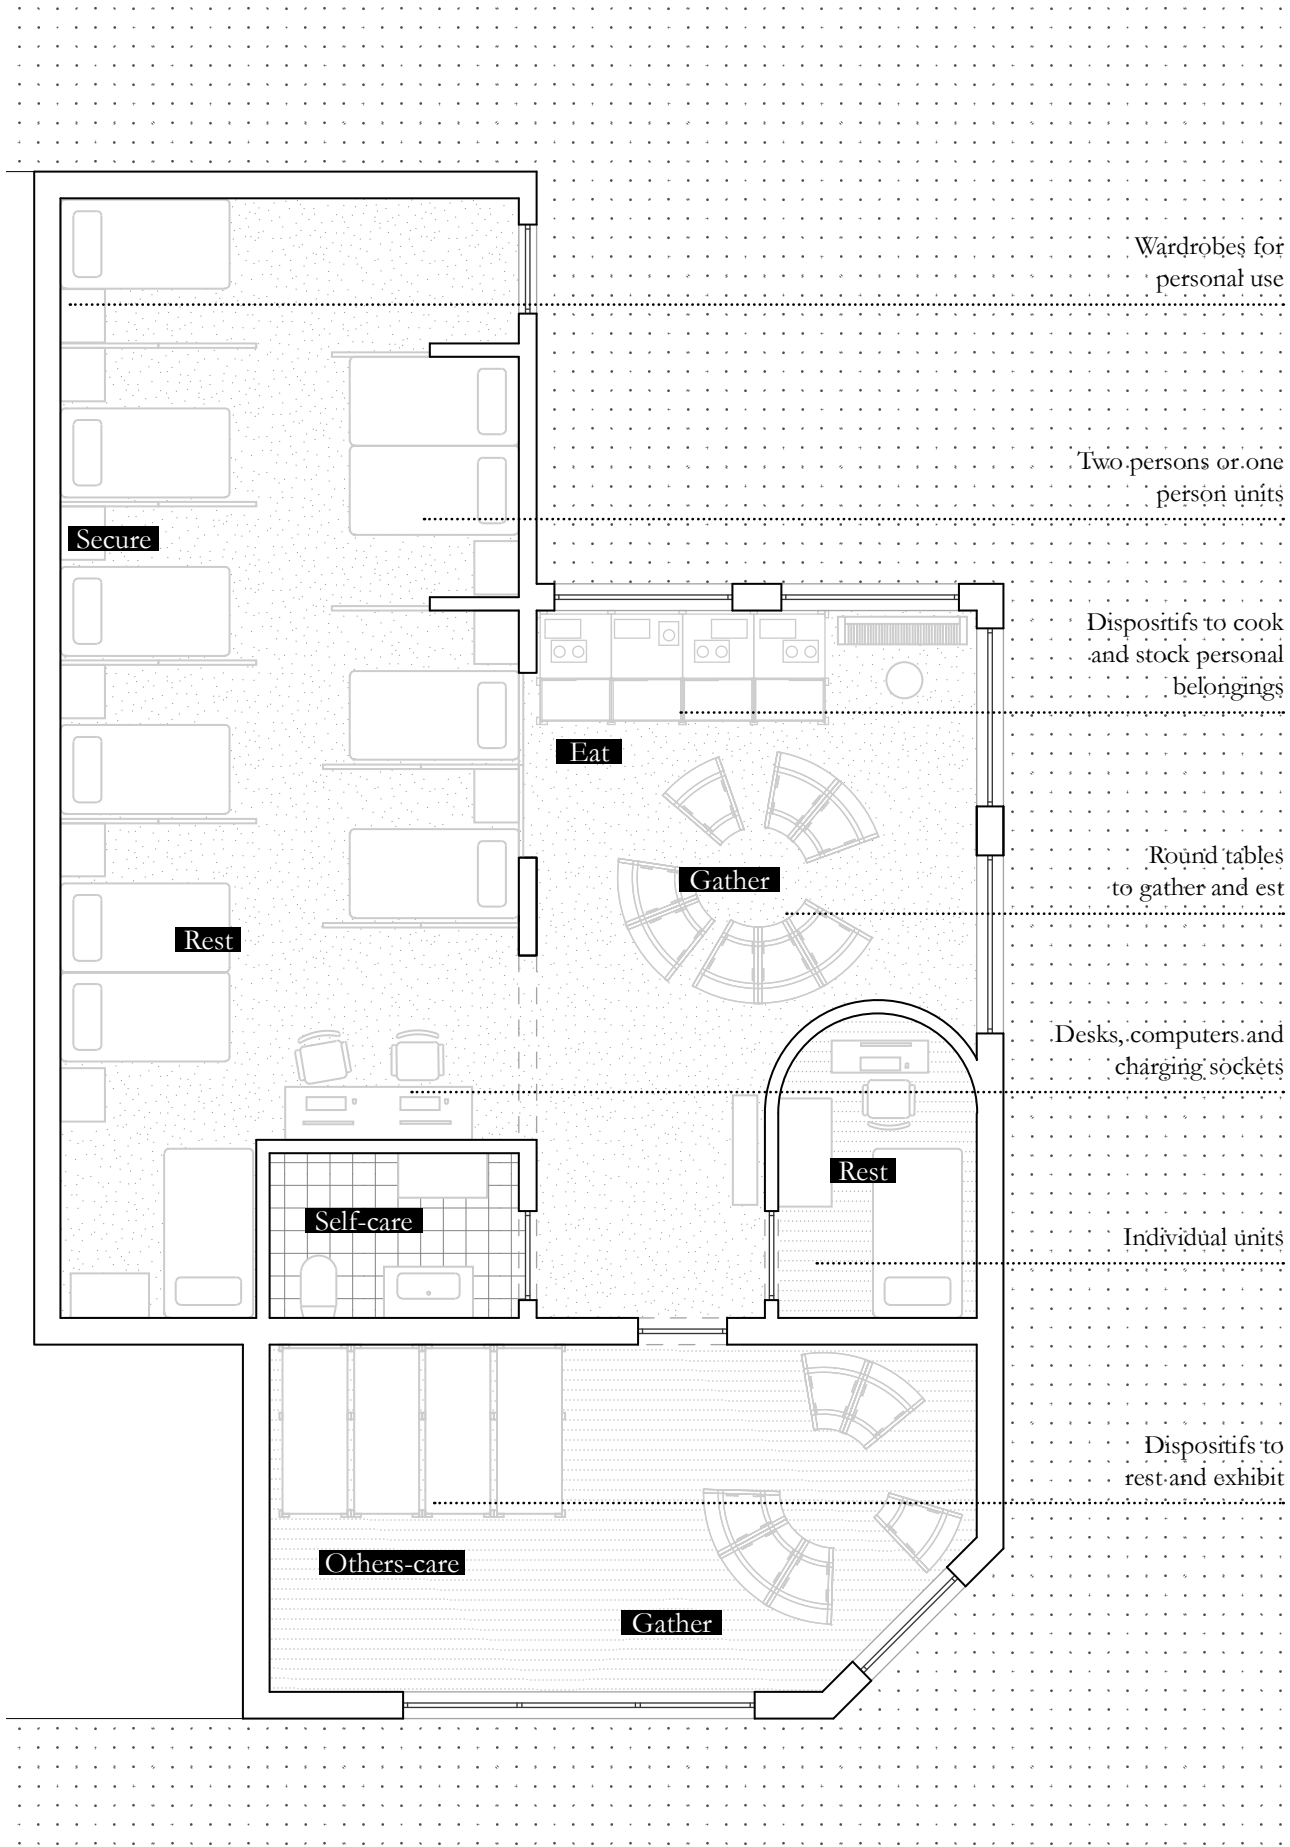 Wardrobes for
personal use
Two persons or one
person units
Secure
Dispositifs to cook
and stock personal
belongings
Eat
Round tables
to gather and est
Gather
Rest
Desks, computers and
charging sockets
Rest
Self-care
Individual units
Dispositifs to
rest and exhibit
Others-care
Gather